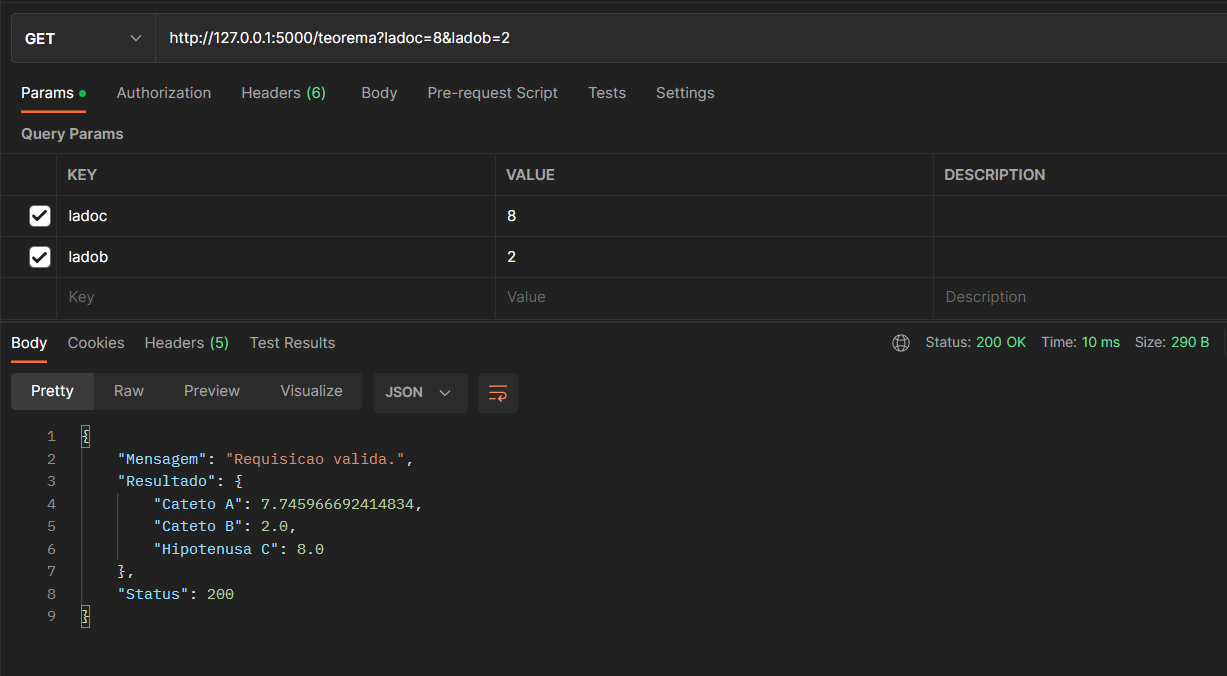 GET http://127.0.0.1:5000/teorema?ladoc=8&ladob=2
Params Authorization Headers (6) Body Pre-request Script Tests Settings
Query Params
KEY VALUE DESCRIPTION
ladoc 8
ladob 2
Key Value Description
Body Cookies Headers (5) Test Results Status: 200 OK Time: 10 ms Size: 290 B
Pretty Raw Preview Visualize JSON
1 {
2 "Mensagem": "Requisicao valida.",
3 "Resultado": {
4 "Cateto A": 7.745966692414834,
5 "Cateto B": 2.0,
6 "Hipotenusa C": 8.0
7 },
8 "Status": 200
9 }